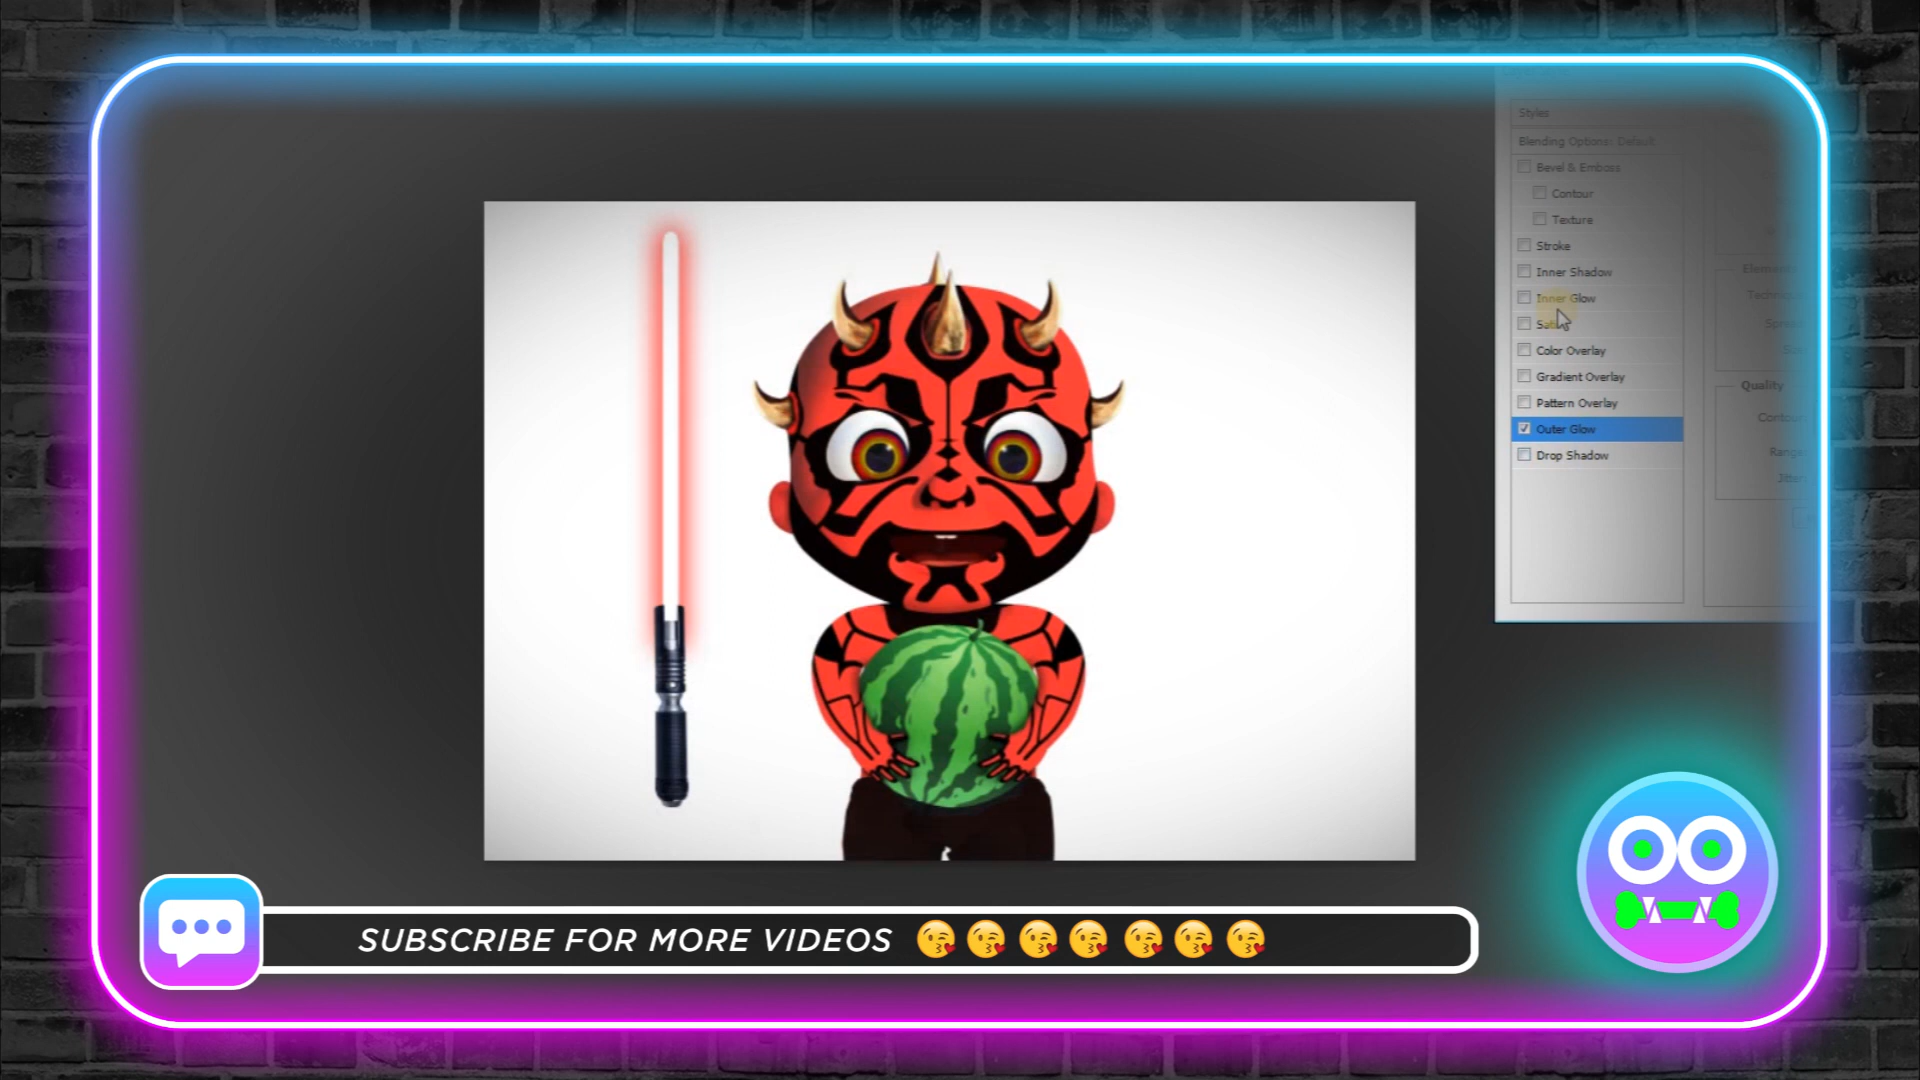 Styles
Blending Options: Default
Bevel & Emboss
Contour
Texture
Stroke
Inner Shadow
Inner Glow
Color Overlay
Gradient Overlay
Pattern Overlay
Outer Glow
Drop Shadow
Quality
SUBSCRIBE FOR MORE VIDEOS 😘😘😘😘😘😘😘